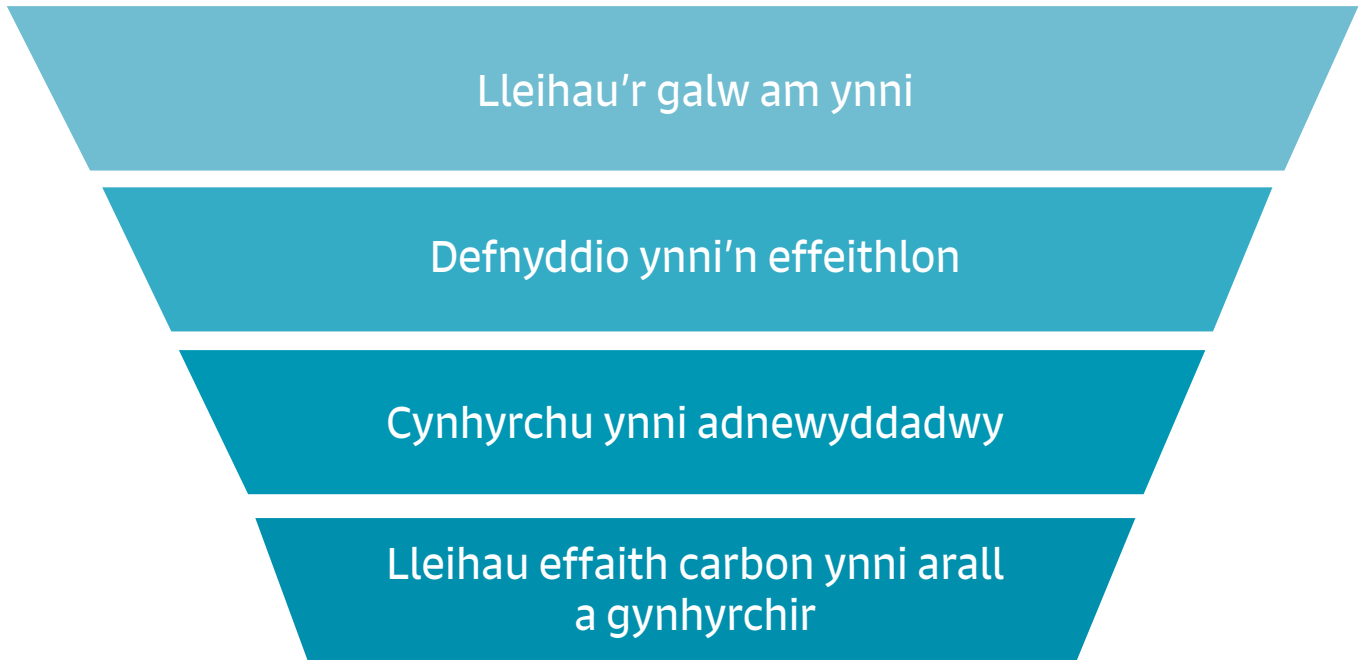 Lleihau’r galw am ynni
Defnyddio ynni’n effeithlon
Cynhyrchu ynni adnewyddadwy
Lleihau effaith carbon ynni arall
a gynhyrchir